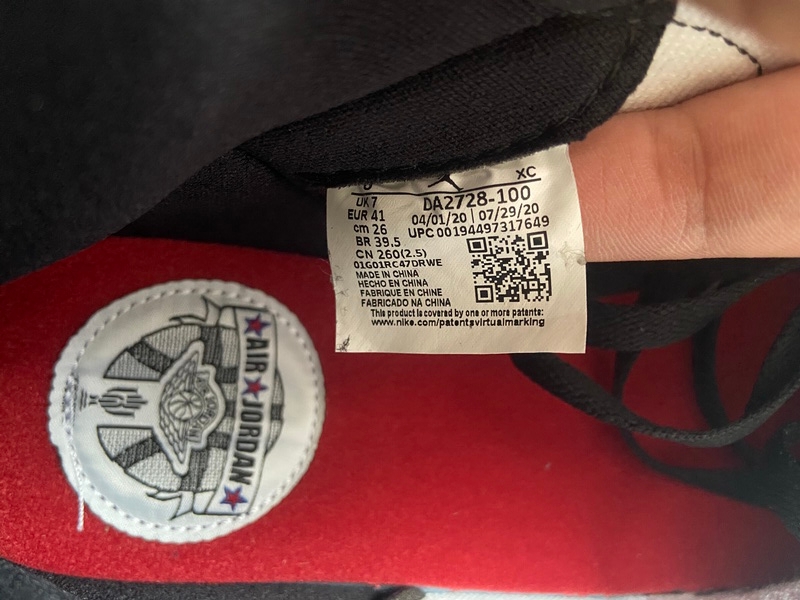 XC
UK 7
DA2728-100
EUR 41
04/01/20 | 07/29/20
cm 26
UPC 00194497317649
BR 39.5
CN 260(2.5)
01G01RC47DRWE
MADE IN CHINA
HECHO EN CHINA
FABRIQUE EN CHINE
FABRICADO NA CHINA
This product is covered by one or more patents:
www.nike.com/patentsvirtualmarking
AIR JORDAN